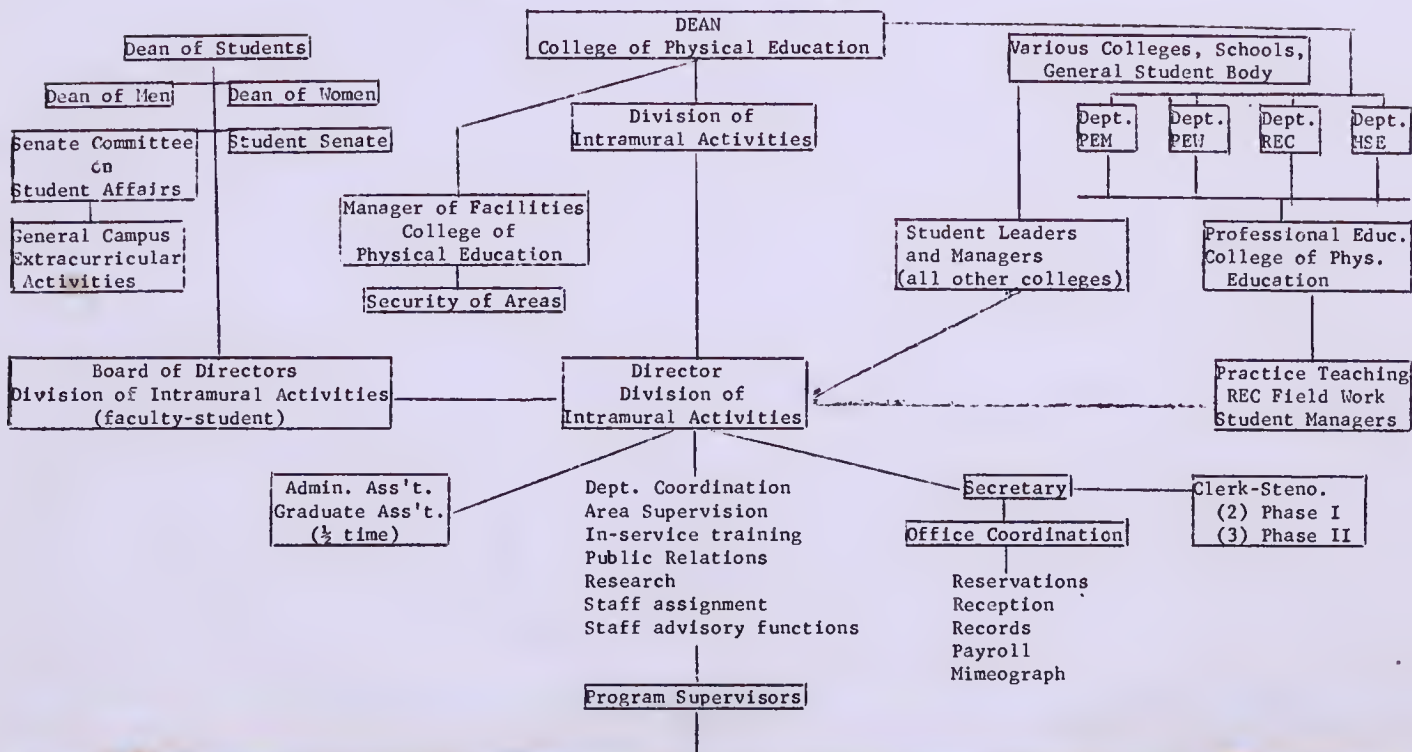 DEAN
College of Physical Education
Dean of Students
Dean of Men
Dean of Women
Senate Committee
on
Student Affairs
Student Senate
General Campus
Extracurricular
Activities
Division of
Intramural Activities
Manager of Facilities
College of
Physical Education
Security of Areas
Various Colleges, Schools,
General Student Body
Dept.
PEM
Dept.
PEW
Dept.
REC
Dept.
HSE
Student Leaders
and Managers
(all other colleges)
Professional Educ.
College of Phys.
Education
Board of Directors
Division of Intramural Activities
(faculty-student)
Director
Division of
Intramural Activities
Practice Teaching
REC Field Work
Student Managers
Admin. Ass't.
Graduate Ass't.
(½ time)
Dept. Coordination
Area Supervision
In-service training
Public Relations
Research
Staff assignment
Staff advisory functions
Secretary
Office Coordination
Reservations
Reception
Records
Payroll
Mimeograph
Clerk-Steno.
(2) Phase I
(3) Phase II
Program Supervisors